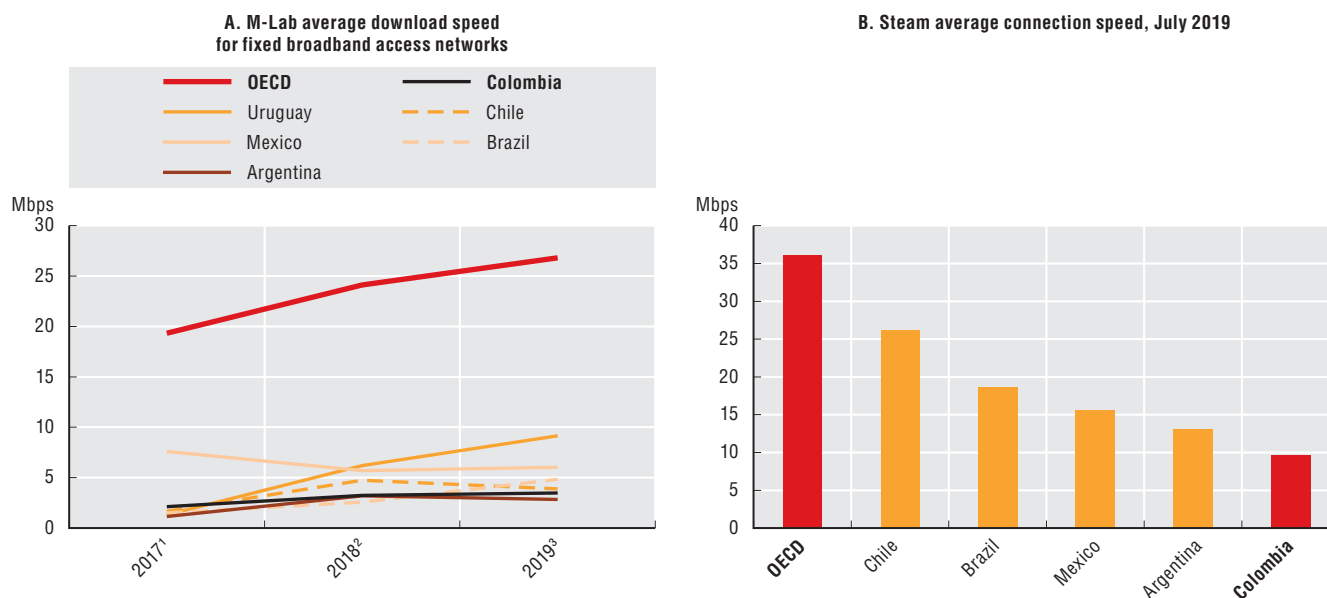 A. M-Lab average download speed
for fixed broadband access networks
OECD
Colombia
Uruguay
Chile
Mexico
Brazil
Argentina
Mbps
30
25
20
15
10
5
0
2017¹
2018²
2019³
B. Steam average connection speed, July 2019
Mbps
40
35
30
25
20
15
10
5
0
OECD
Chile
Brazil
Mexico
Argentina
Colombia